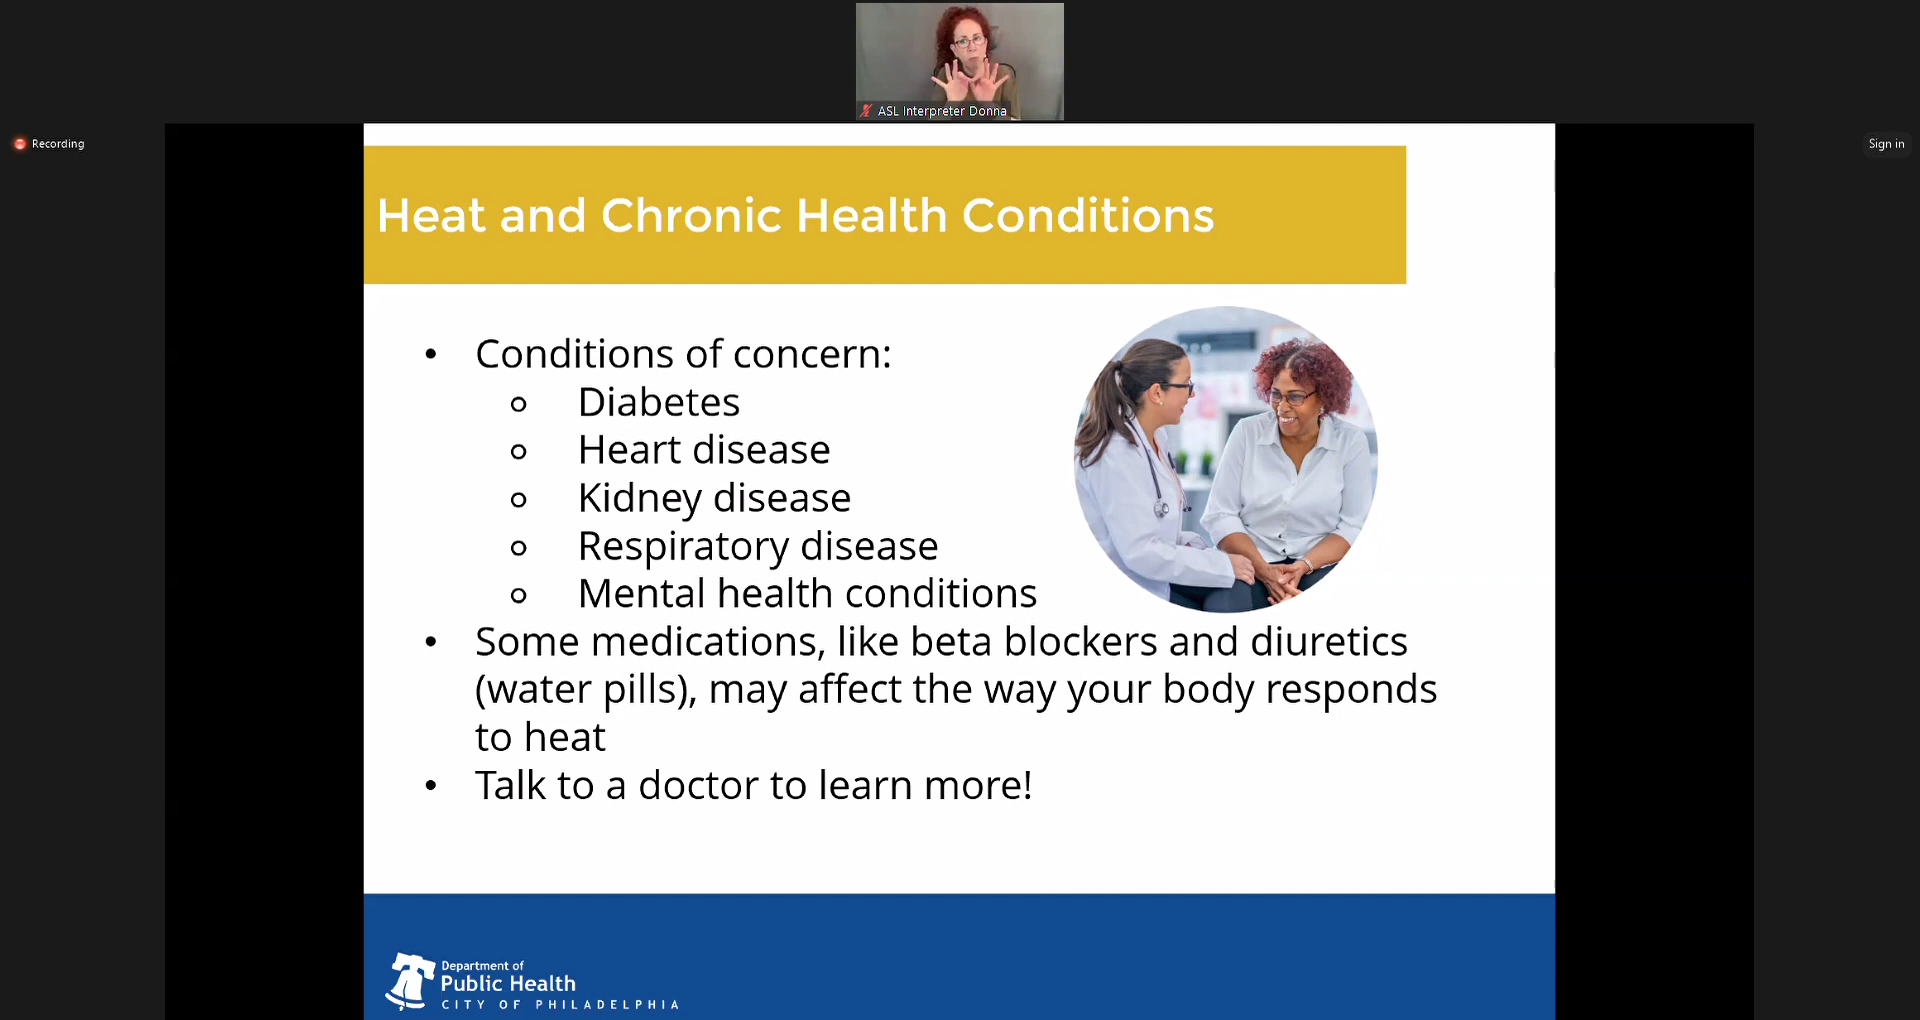 ASL Interpreter Donna
Recording
Sign in
Heat and Chronic Health Conditions
• Conditions of concern:
○ Diabetes
○ Heart disease
○ Kidney disease
○ Respiratory disease
○ Mental health conditions
• Some medications, like beta blockers and diuretics
(water pills), may affect the way your body responds
to heat
• Talk to a doctor to learn more!
Department of
Public Health
CITY OF PHILADELPHIA